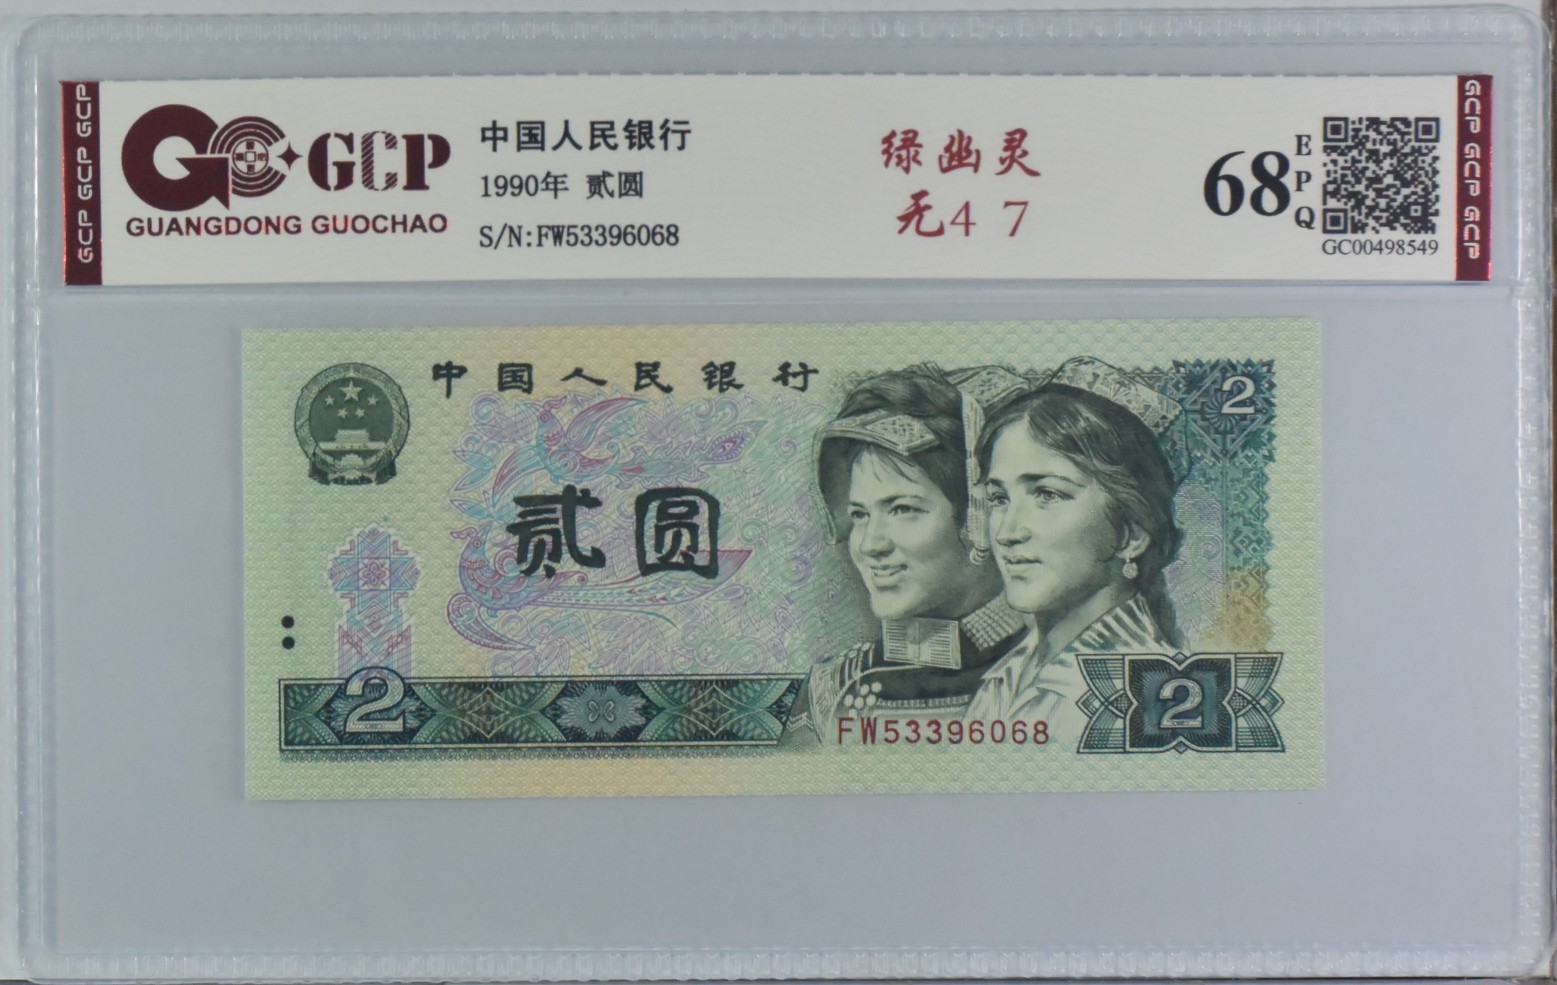 GCP GCP GCP
GCP
GUANGDONG GUOCHAO
中国人民银行
1990年 贰圆
S/N:FW53396068
绿幽灵
无47
68
EPQ
GC00498549
GCP GCP GCP
中国人民银行
2
贰圆
2
FW53396068
2